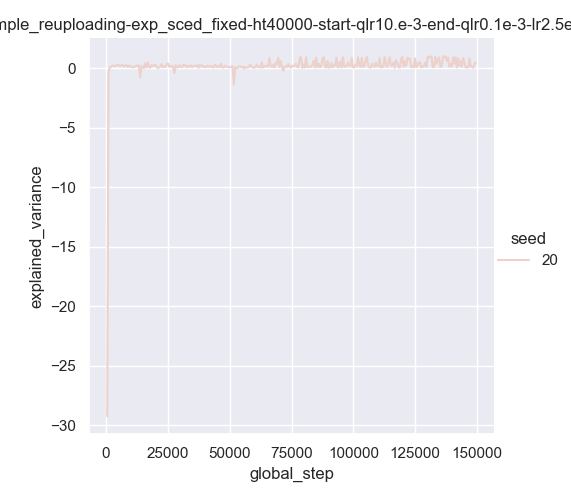 mple_reuploading-exp_sced_fixed-ht40000-start-qlr10.e-3-end-qlr0.1e-3-lr2.5e
explained_variance
0
−5
−10
−15
−20
−25
−30
0 25000 50000 75000 100000 125000 150000
global_step
seed
20